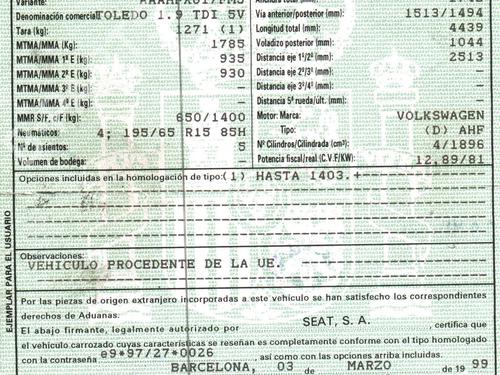 Variante:
Denominación comercial TOLEDO 1.9 TDI 5V
Tara (kg): 1271 (1)
MTMA/MMA (Kg): 1785
MTMA/MMA 1º E (kg) 935
MTMA/MMA 2º E (kg) 930
MTMA/MMA 3º E (kg) —
MTMA/MMA 4º E (kg) —
MMR S/F, c/F (kg): 650/1400
Neumáticos: 4; 195/65 R15 85H
Nº de asientos: 5
Volumen de bodega: —
Vía anterior/posterior (mm): 1513/1494
Longitud total (mm): 4439
Voladizo posterior (mm): 1044
Distancia eje 1º/2º (mm): 2513
Distancia eje 2º/3º (mm): —
Distancia eje 3º/4º (mm): —
Distancia 5ª rueda/últ. (mm): —
Motor: Marca: VOLKSWAGEN
Tipo: (D) AHF
Nº Cilindros/Cilindrada (cm³): 4/1896
Potencia fiscal/real (C.V.F/KW): 12,89/81
Opciones incluidas en la homologación de tipo: (1) HASTA 1403.+
Observaciones:
VEHICULO PROCEDENTE DE LA UE.
EJEMPLAR PARA EL USUARIO
Por las piezas de origen extranjero incorporadas a este vehículo se han satisfecho los correspondientes
derechos de Aduanas.
El abajo firmante, legalmente autorizado por SEAT, S.A. , certifica que
el vehículo carrozado cuyas características se reseñan es completamente conforme con el tipo homologado
con la contraseña e9*97/27*0026 , así como con las opciones arriba incluidas.
BARCELONA, 03 de MARZO de 19 99